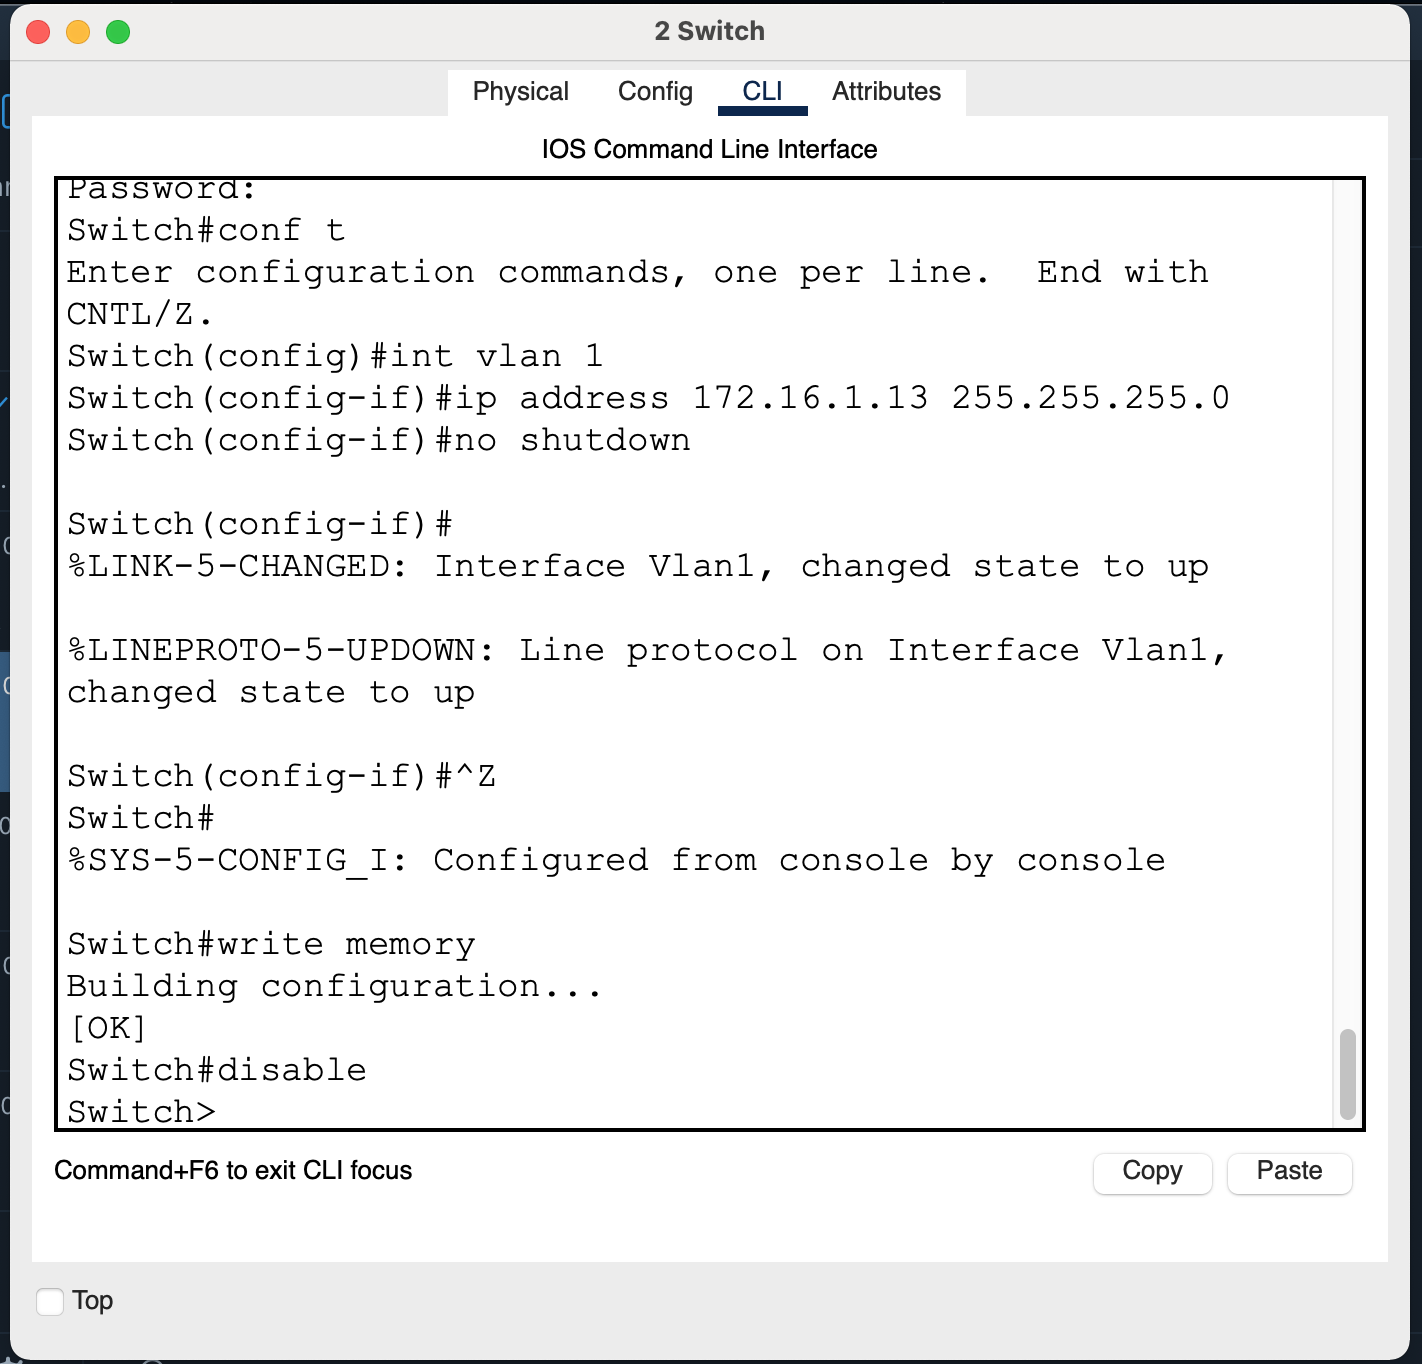 2 Switch
Physical Config CLI Attributes
IOS Command Line Interface
Password:
Switch#conf t
Enter configuration commands, one per line.  End with
CNTL/Z.
Switch(config)#int vlan 1
Switch(config-if)#ip address 172.16.1.13 255.255.255.0
Switch(config-if)#no shutdown
Switch(config-if)#
%LINK-5-CHANGED: Interface Vlan1, changed state to up
%LINEPROTO-5-UPDOWN: Line protocol on Interface Vlan1,
changed state to up
Switch(config-if)#^Z
Switch#
%SYS-5-CONFIG_I: Configured from console by console
Switch#write memory
Building configuration...
[OK]
Switch#disable
Switch>
Command+F6 to exit CLI focus
Copy Paste
Top